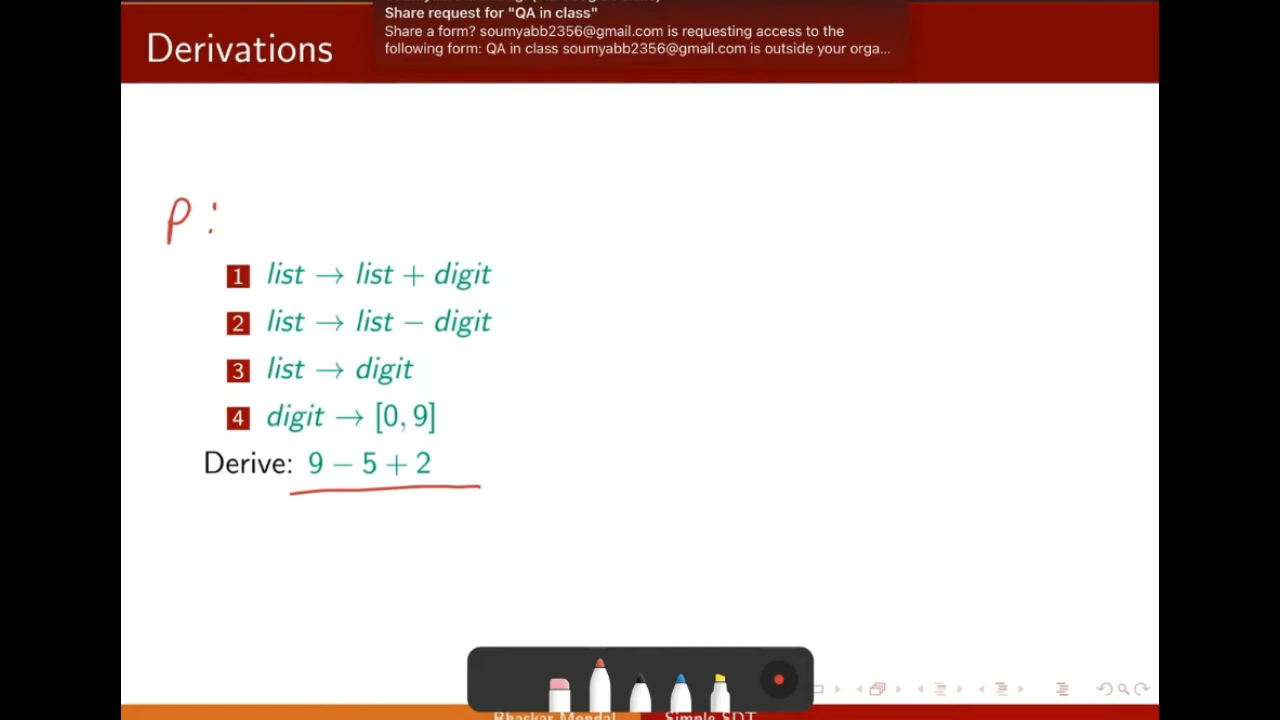 Share request for "QA in class"
Share a form? soumyabb2356@gmail.com is requesting access to the
following form: QA in class soumyabb2356@gmail.com is outside your orga...
Derivations
P :
1 list → list + digit
2 list → list − digit
3 list → digit
4 digit → [0, 9]
Derive: 9 − 5 + 2
Bhaskar Mondal Simple SDT